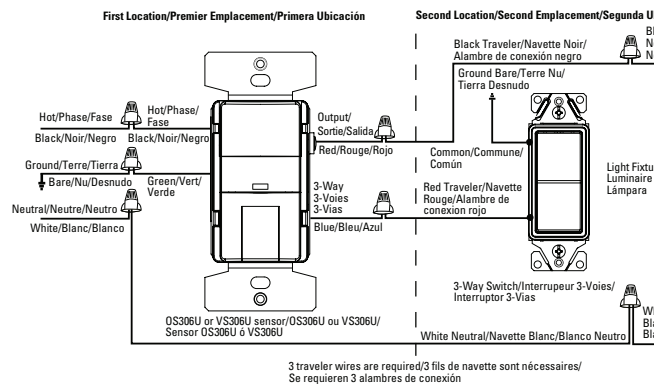 First Location/Premier Emplacement/Primera Ubicación
Second Location/Second Emplacement/Segunda
Black Traveler/Navette Noir/
Alambre de conexión negro
Ground Bare/Terre Nu/
Tierra Desnudo
Hot/Phase/Fase
Hot/Phase/
Fase
Black/Noir/Negro
Black/Noir/Negro
Output/
Sortie/Salida
Red/Rouge/Rojo
Common/Commune/
Común
Ground/Terre/Tierra
Bare/Nu/Desnudo
Green/Vert/
Verde
Light
Luminaire
Lámpara
3-Way
3-Voies
3-Vias
Red Traveler/Navette
Rouge/Alambre de
conexion rojo
Neutral/Neutre/Neutro
White/Blanc/Blanco
Blue/Bleu/Azul
3-Way Switch/Interrupeur 3-Voies/
Interruptor 3-Vias
OS306U or VS306U sensor/OS306U ou VS306U/
Sensor OS306U ó VS306U
White Neutral/Navette Blanc/Blanco Neutro
3 traveler wires are required/3 fils de navette sont nécessaires/
Se requieren 3 alambres de conexión